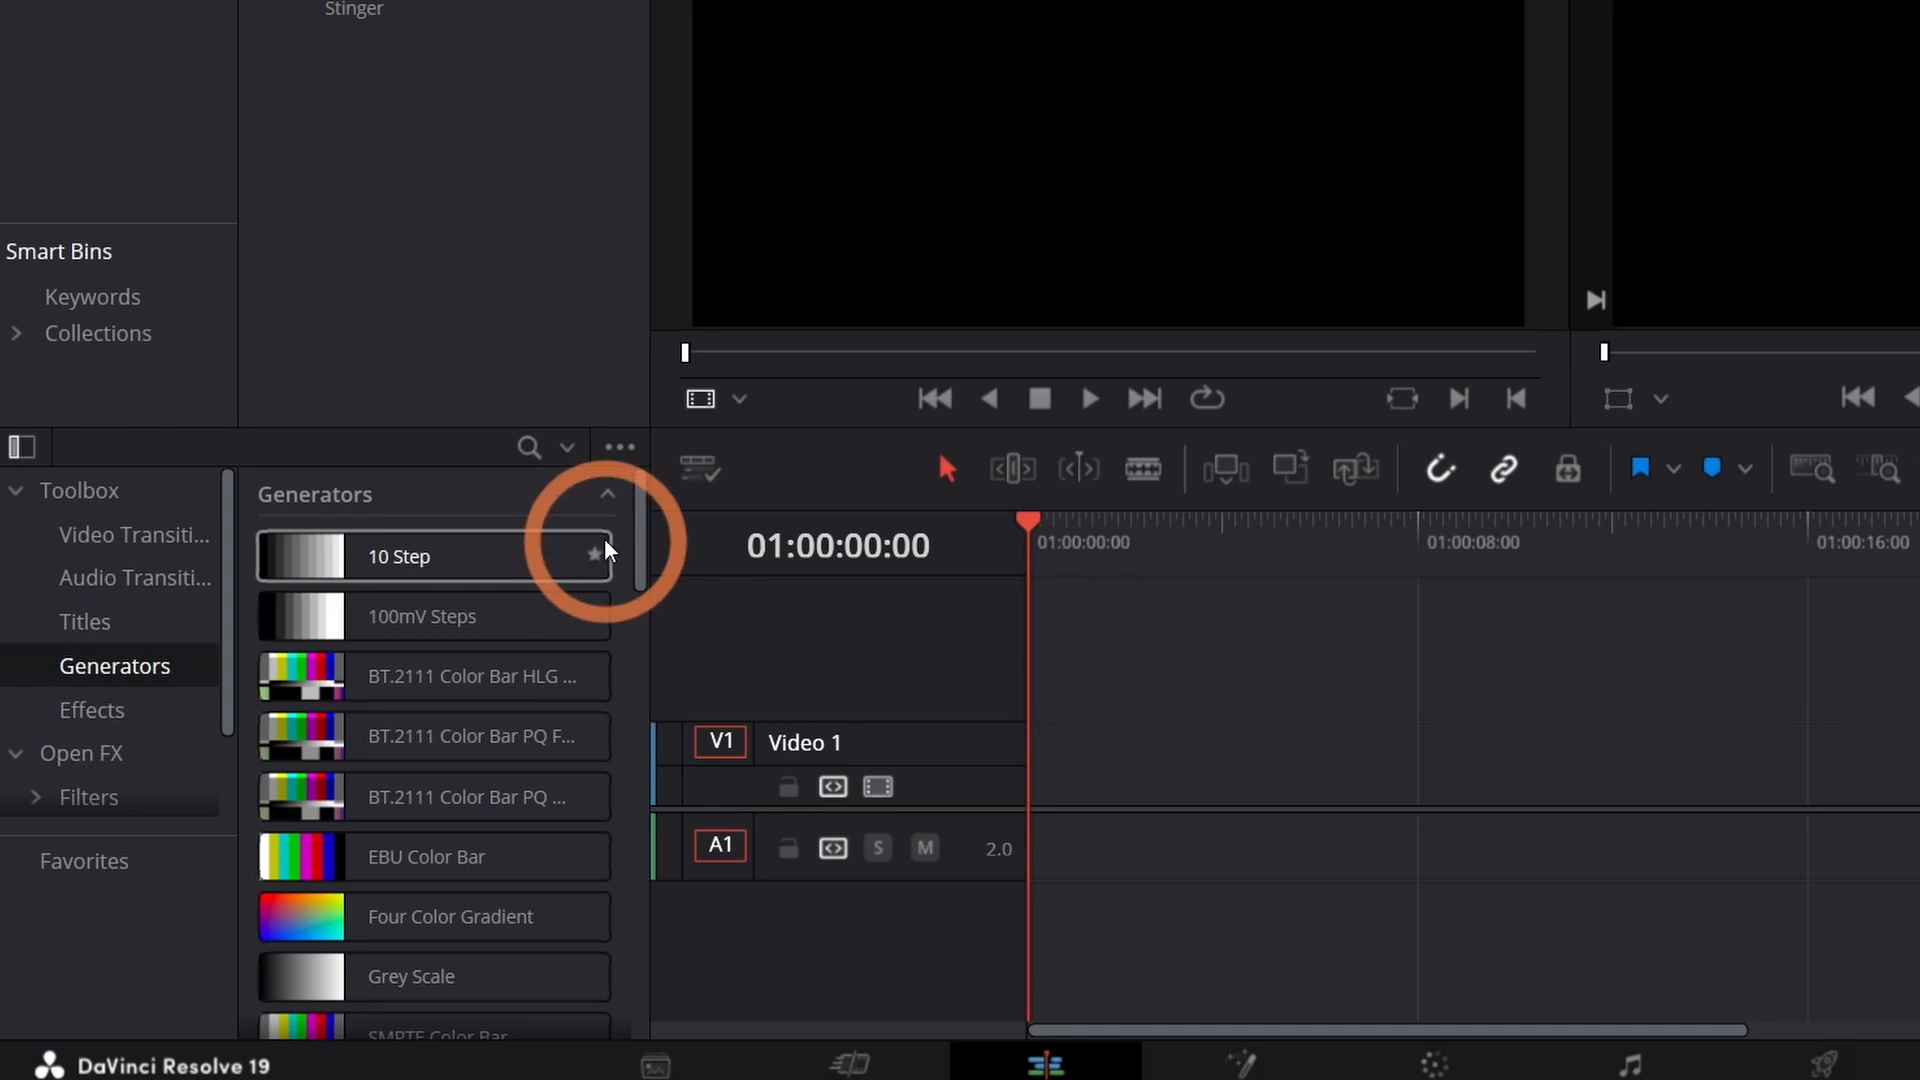 Stinger
Smart Bins
Keywords
Collections
Toolbox
Video Transiti...
Audio Transiti...
Titles
Generators
Effects
Open FX
Filters
Favorites
Generators
10 Step
100mV Steps
BT.2111 Color Bar HLG ...
BT.2111 Color Bar PQ F...
BT.2111 Color Bar PQ ...
EBU Color Bar
Four Color Gradient
Grey Scale
SMPTE Color Bar
01:00:00:00
01:00:00:00
01:00:08:00
01:00:16:00
V1
Video 1
A1
S
M
2.0
DaVinci Resolve 19